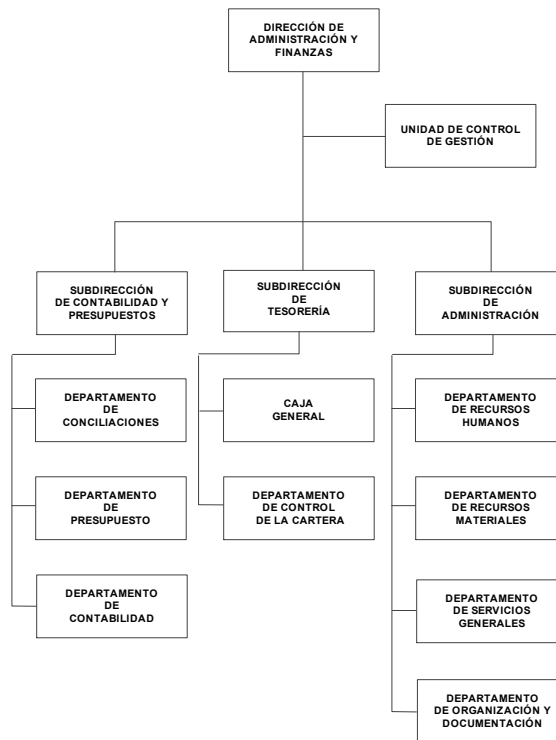 DIRECCIÓN DE
ADMINISTRACIÓN Y
FINANZAS
UNIDAD DE CONTROL
DE GESTIÓN
SUBDIRECCIÓN
DE CONTABILIDAD Y
PRESUPUESTOS
SUBDIRECCIÓN
DE
TESORERÍA
SUBDIRECCIÓN
DE
ADMINISTRACIÓN
DEPARTAMENTO
DE
CONCILIACIONES
CAJA
GENERAL
DEPARTAMENTO
DE RECURSOS
HUMANOS
DEPARTAMENTO
DE
PRESUPUESTO
DEPARTAMENTO
DE CONTROL
DE LA CARTERA
DEPARTAMENTO
DE RECURSOS
MATERIALES
DEPARTAMENTO
DE
CONTABILIDAD
DEPARTAMENTO
DE SERVICIOS
GENERALES
DEPARTAMENTO
DE ORGANIZACIÓN Y
DOCUMENTACIÓN